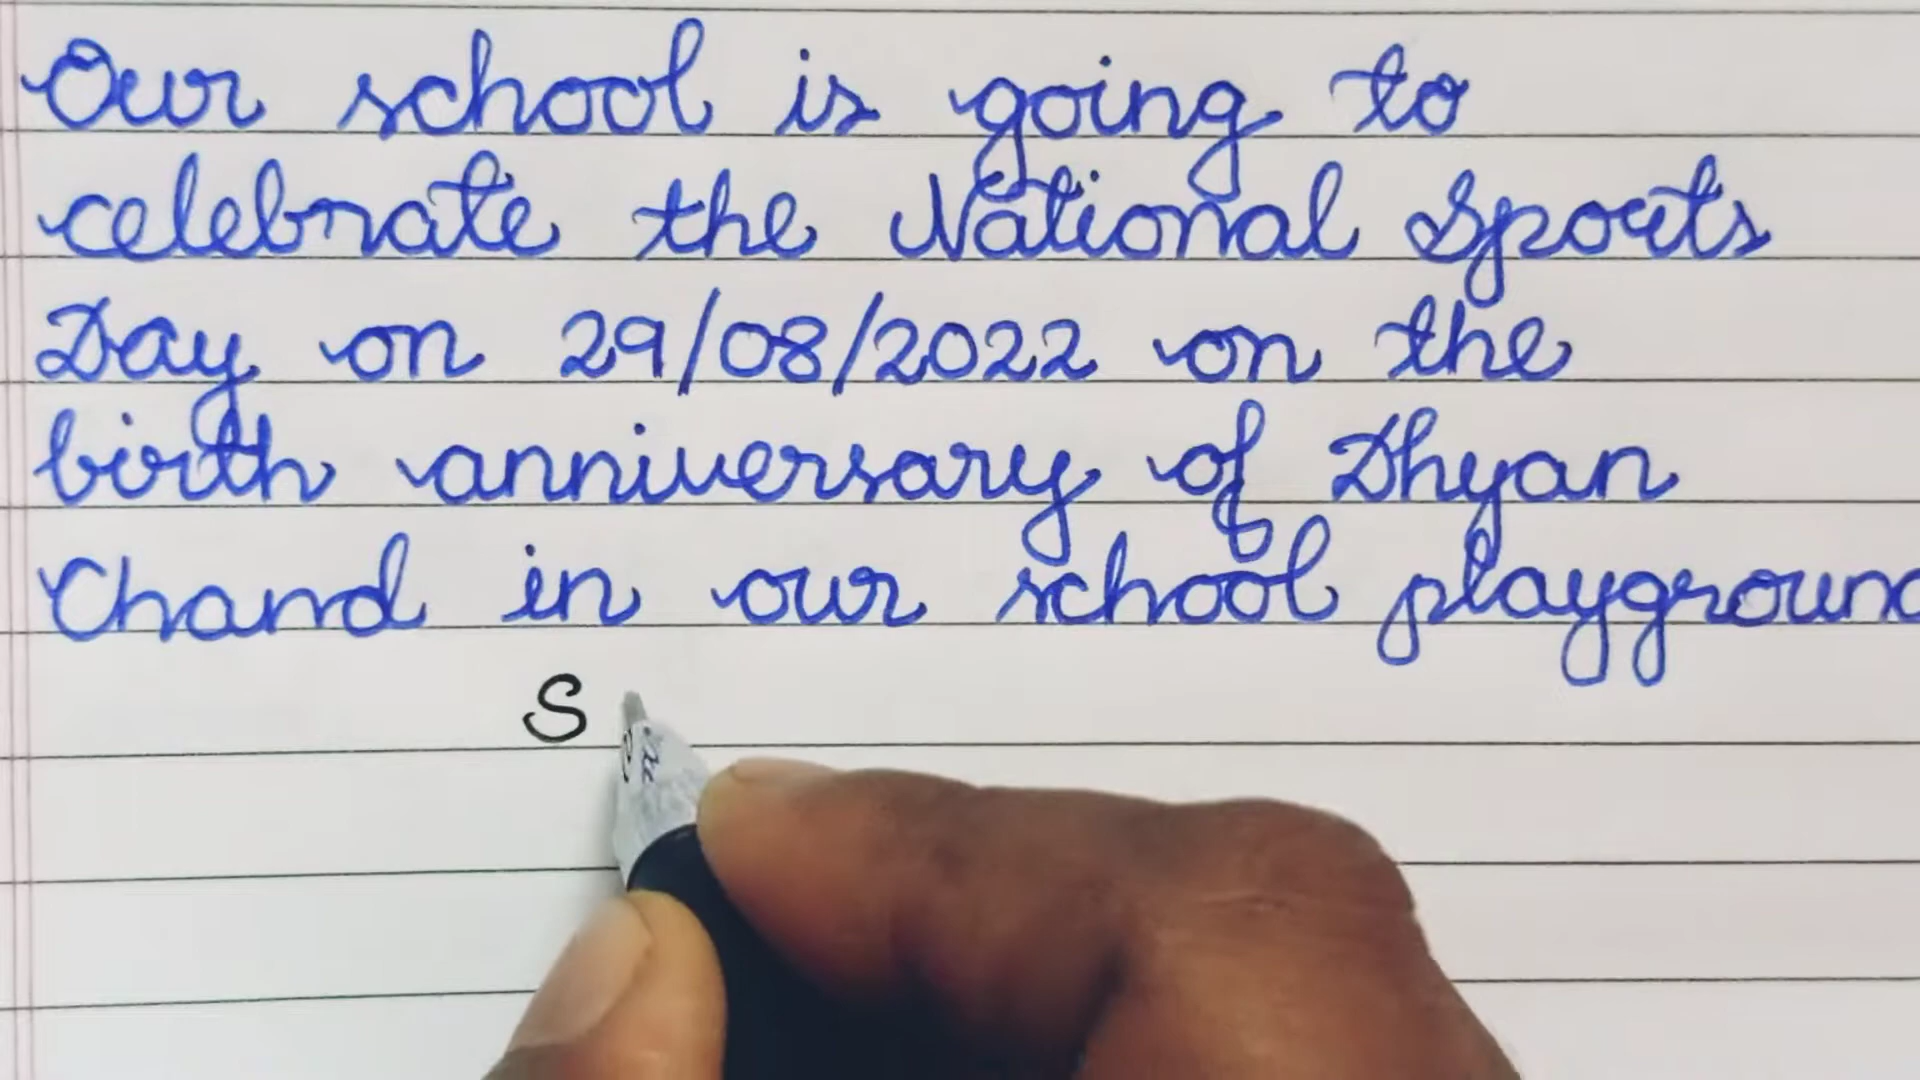 Our school is going to
celebrate the National Sports
Day on 29/08/2022 on the
birth anniversary of Dhyan
Chand in our school playground
S